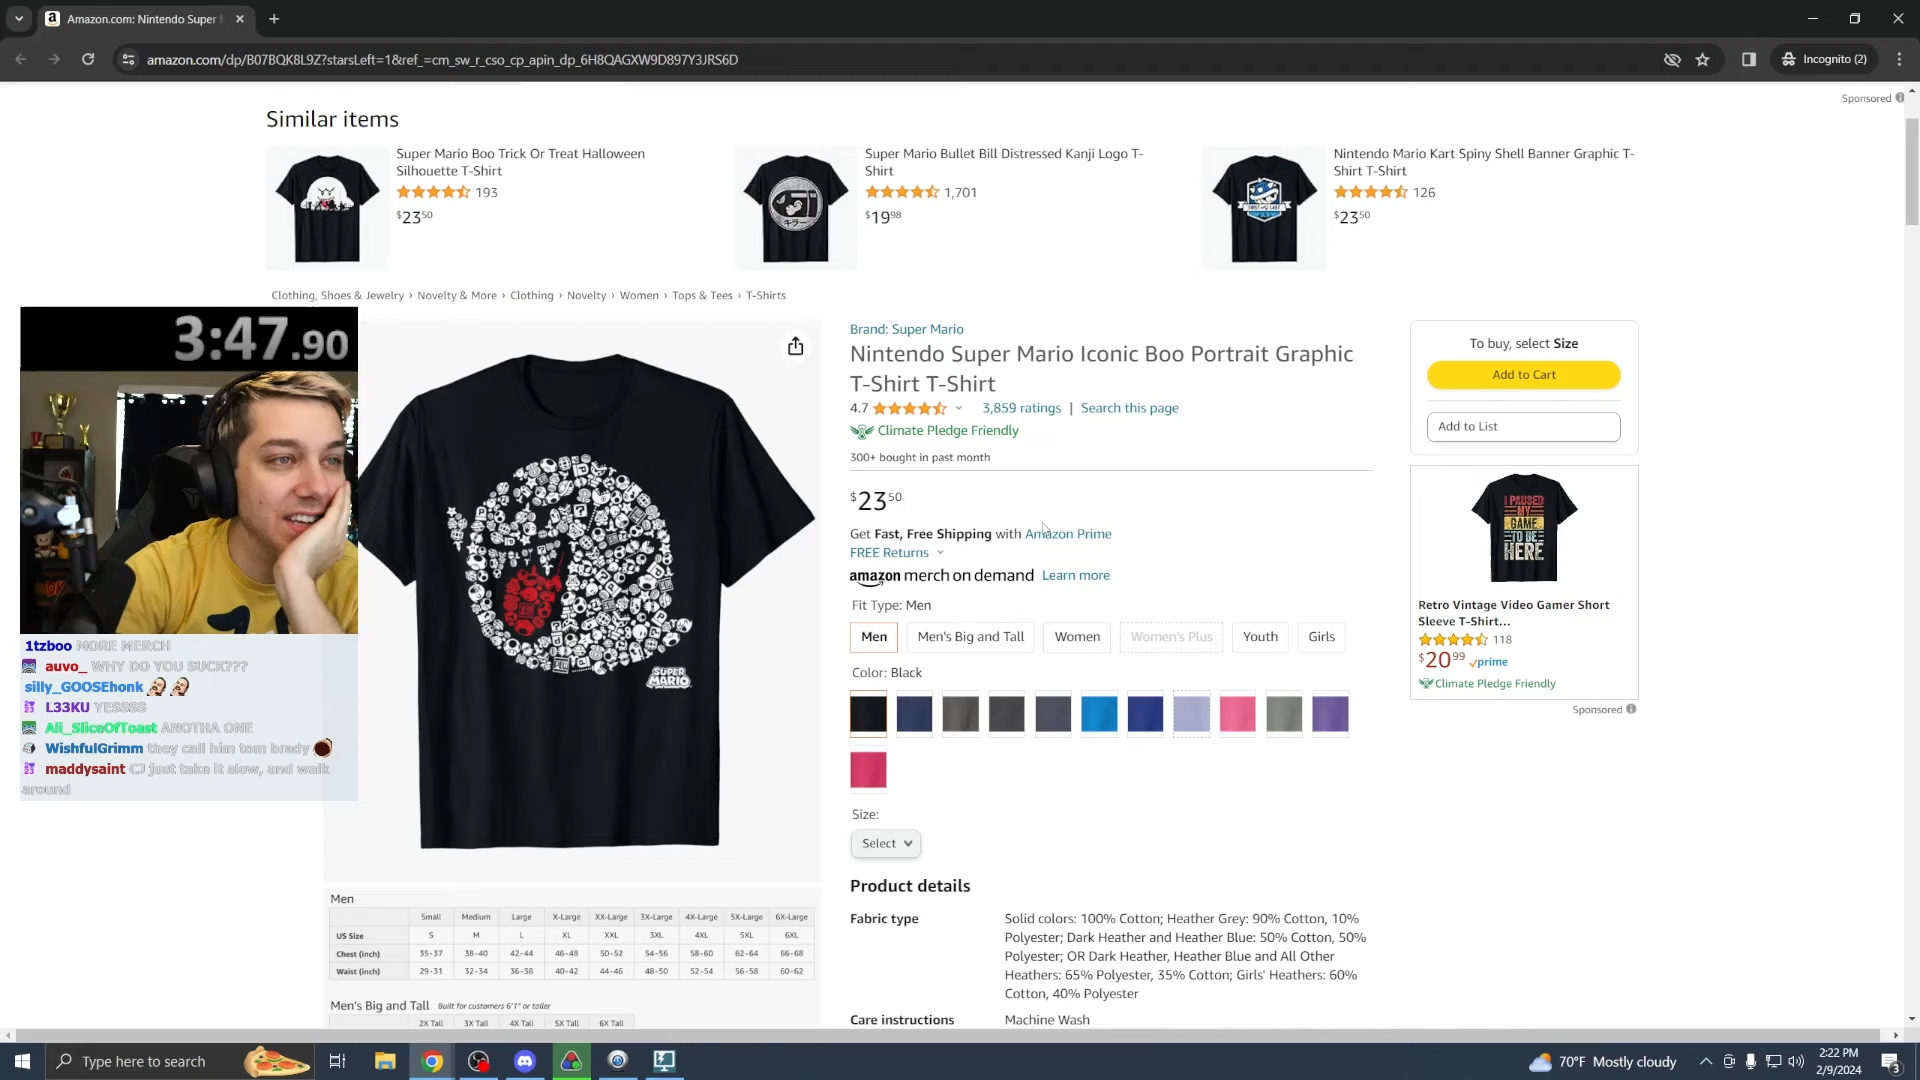 Amazon.com: Nintendo Super
amazon.com/dp/B07BQK8L9Z?starsLeft=1&ref_=cm_sw_r_cso_cp_apin_dp_6H8QAGXW9D897Y3JRS6D
Incognito (2)
Sponsored
Similar items
Super Mario Boo Trick Or Treat Halloween
Silhouette T-Shirt
193
$23 50
Super Mario Bullet Bill Distressed Kanji Logo T-
Shirt
1,701
$19 98
Nintendo Mario Kart Spiny Shell Banner Graphic T-
Shirt T-Shirt
126
$23 50
キラー
Clothing, Shoes & Jewelry › Novelty & More › Clothing › Novelty › Women › Tops & Tees › T-Shirts
3:47.90
1tzboo MORE MERCH
auvo_ WHY DO YOU SUCK???
silly_GOOSEhonk
L33KU YESSSS
Ali_SliceOfToast ANOTHA ONE
WishfulGrimm they call him tom brady
maddysaint CJ just take it slow, and walk
around
SUPER
MARIO
Brand: Super Mario
Nintendo Super Mario Iconic Boo Portrait Graphic
T-Shirt T-Shirt
4.7 3,859 ratings | Search this page
Climate Pledge Friendly
300+ bought in past month
$23 50
Get Fast, Free Shipping with Amazon Prime
FREE Returns
amazon merch on demand Learn more
Fit Type: Men
Men Men's Big and Tall Women Women's Plus Youth Girls
Color: Black
Size:
Select
Product details
Fabric type Solid colors: 100% Cotton; Heather Grey: 90% Cotton, 10%
Polyester; Dark Heather and Heather Blue: 50% Cotton, 50%
Polyester; OR Dark Heather, Heather Blue and All Other
Heathers: 65% Polyester, 35% Cotton; Girls' Heathers: 60%
Cotton, 40% Polyester
Care instructions Machine Wash
To buy, select Size
Add to Cart
Add to List
I PAUSED
MY
GAME
TO BE
HERE
Retro Vintage Video Gamer Short
Sleeve T-Shirt...
118
$20 99 prime
Climate Pledge Friendly
Sponsored
Men
Small Medium Large X-Large XX-Large 3X-Large 4X-Large 5X-Large 6X-Large
US Size S M L XL XXL 3XL 4XL 5XL 6XL
Chest (inch) 35-37 38-40 42-44 46-48 50-52 54-56 58-60 62-64 66-68
Waist (inch) 29-31 32-34 36-38 40-42 44-46 48-50 52-54 56-58 60-62
Men's Big and Tall Built for customers 6'1" or taller
2X Tall 3X Tall 4X Tall 5X Tall 6X Tall
Type here to search
70°F Mostly cloudy
2:22 PM
2/9/2024
3